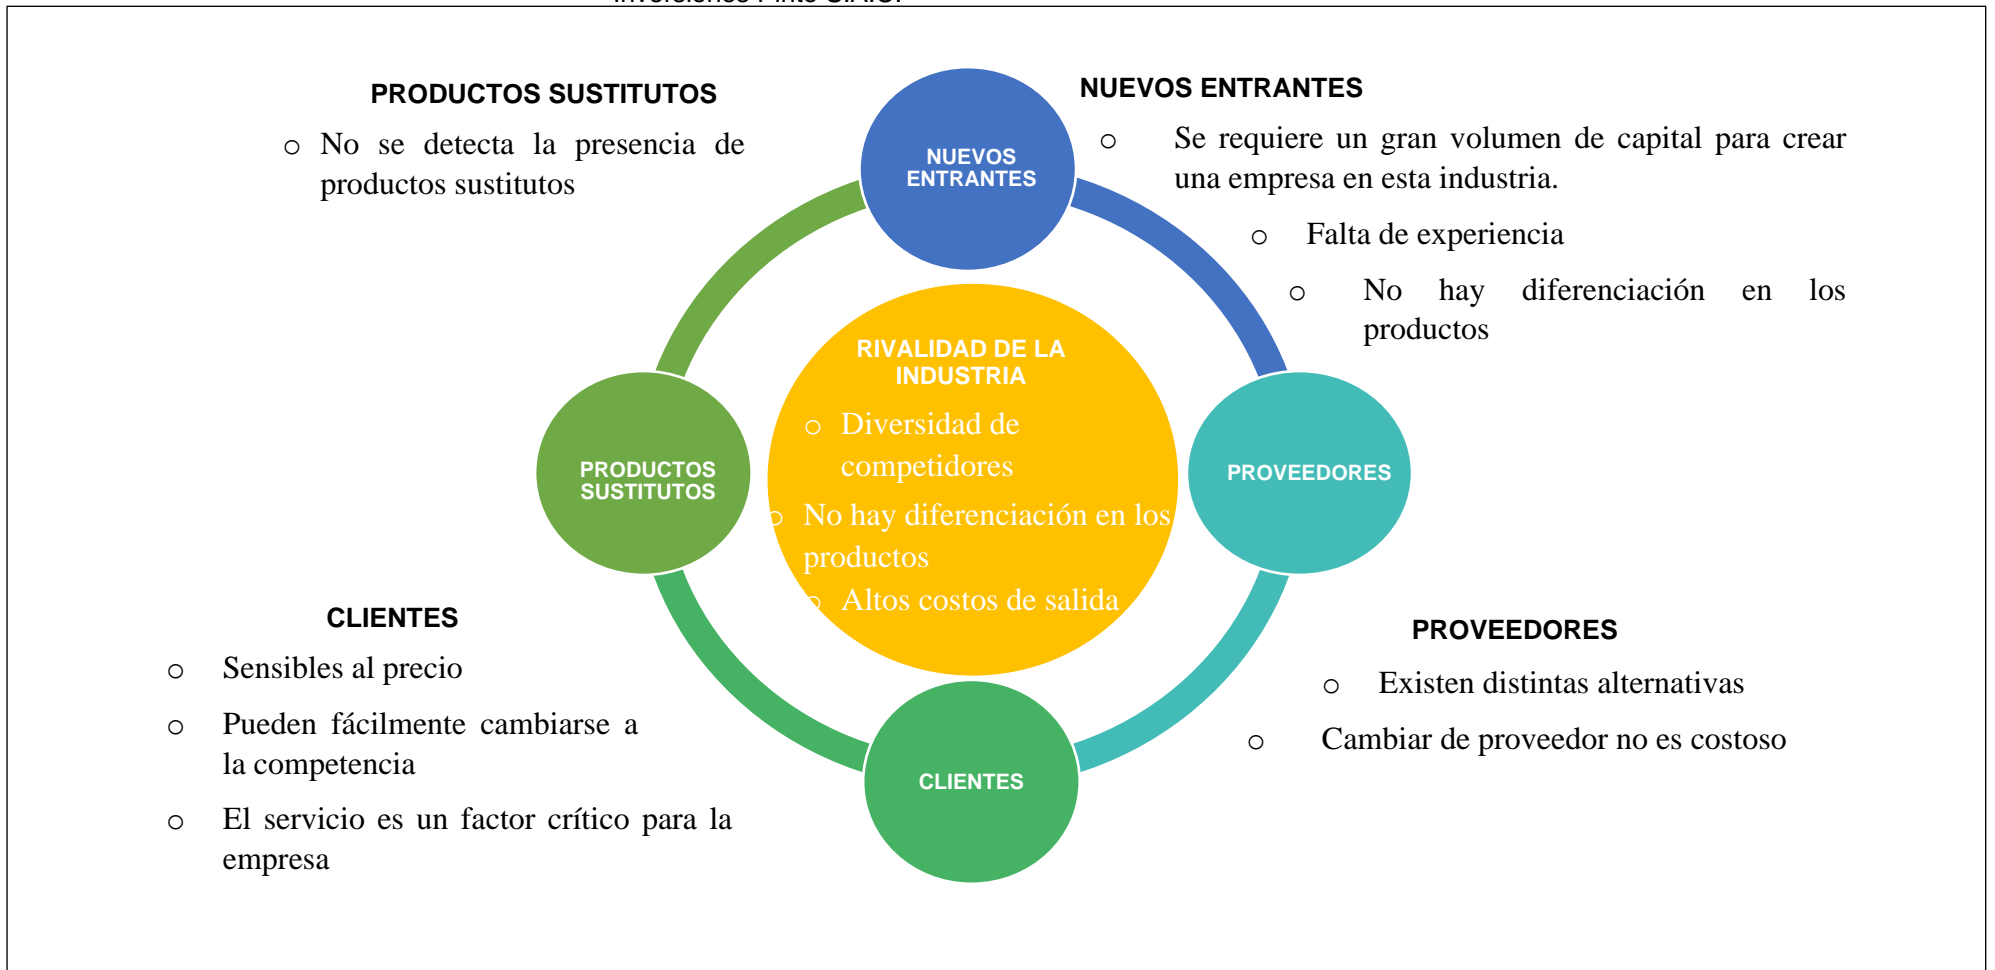 PRODUCTOS SUSTITUTOS
o No se detecta la presencia de
productos sustitutos
NUEVOS ENTRANTES
o Se requiere un gran volumen de capital para crear
una empresa en esta industria.
o Falta de experiencia
o No hay diferenciación en los
productos
NUEVOS
ENTRANTES
RIVALIDAD DE LA
INDUSTRIA
o Diversidad de
competidores
o No hay diferenciación en los
productos
o Altos costos de salida
PRODUCTOS
SUSTITUTOS
PROVEEDORES
CLIENTES
o Sensibles al precio
o Pueden fácilmente cambiarse a
la competencia
o El servicio es un factor crítico para la
empresa
CLIENTES
PROVEEDORES
o Existen distintas alternativas
o Cambiar de proveedor no es costoso